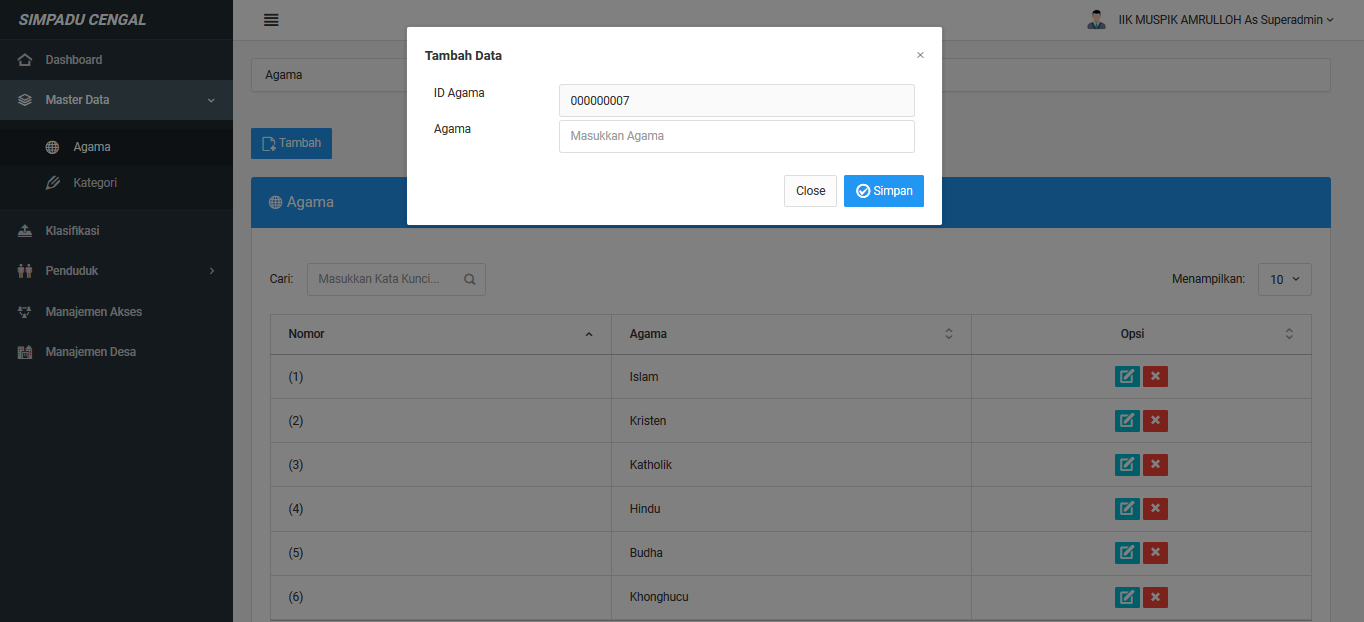 SIMPADU CENGAL
IIK MUSPIK AMRULLOH As Superadmin
Dashboard
Master Data
Agama
Kategori
Klasifikasi
Penduduk
Manajemen Akses
Manajemen Desa
Agama
Tambah
Tambah Data
×
ID Agama
000000007
Agama
Masukkan Agama
Close
Simpan
Agama
Cari:
Masukkan Kata Kunci...
Menampilkan:
10
Nomor Agama Opsi
(1) Islam
(2) Kristen
(3) Katholik
(4) Hindu
(5) Budha
(6) Khonghucu